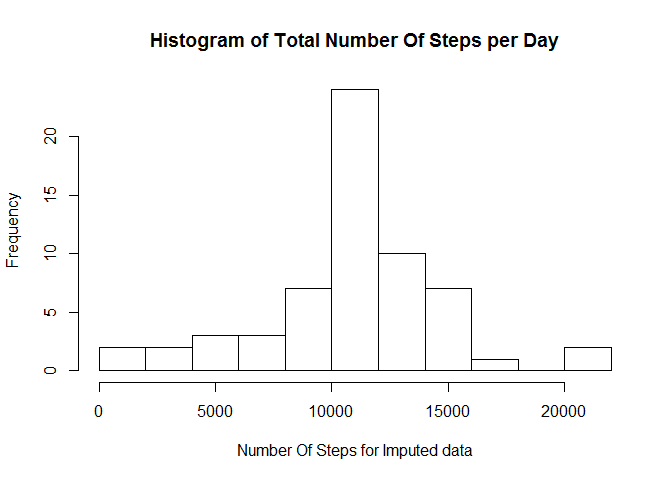 Histogram of Total Number Of Steps per Day
Frequency
20
15
10
5
0
0 5000 10000 15000 20000
Number Of Steps for Imputed data